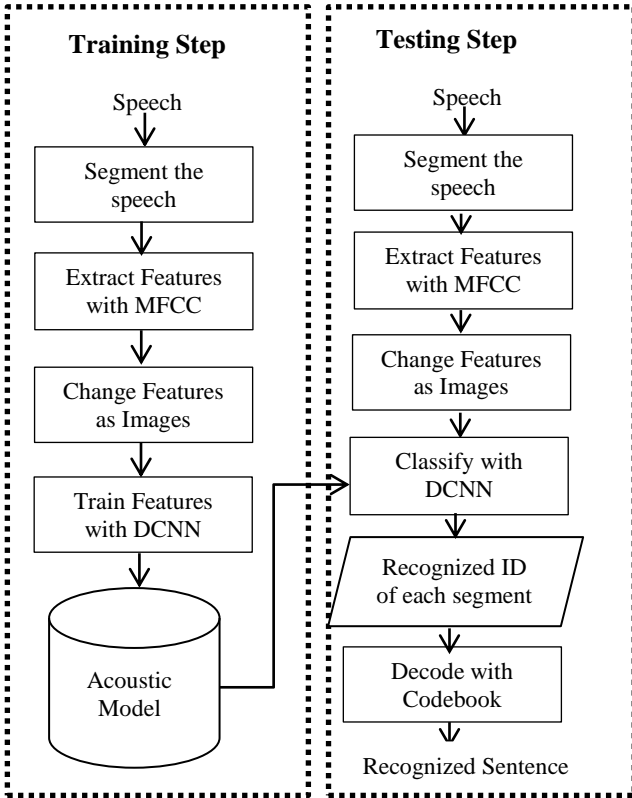 Training Step
Speech
Segment the
speech
Extract Features
with MFCC
Change Features
as Images
Train Features
with DCNN
Acoustic
Model
Testing Step
Speech
Segment the
speech
Extract Features
with MFCC
Change Features
as Images
Classify with
DCNN
Recognized ID
of each segment
Decode with
Codebook
Recognized Sentence